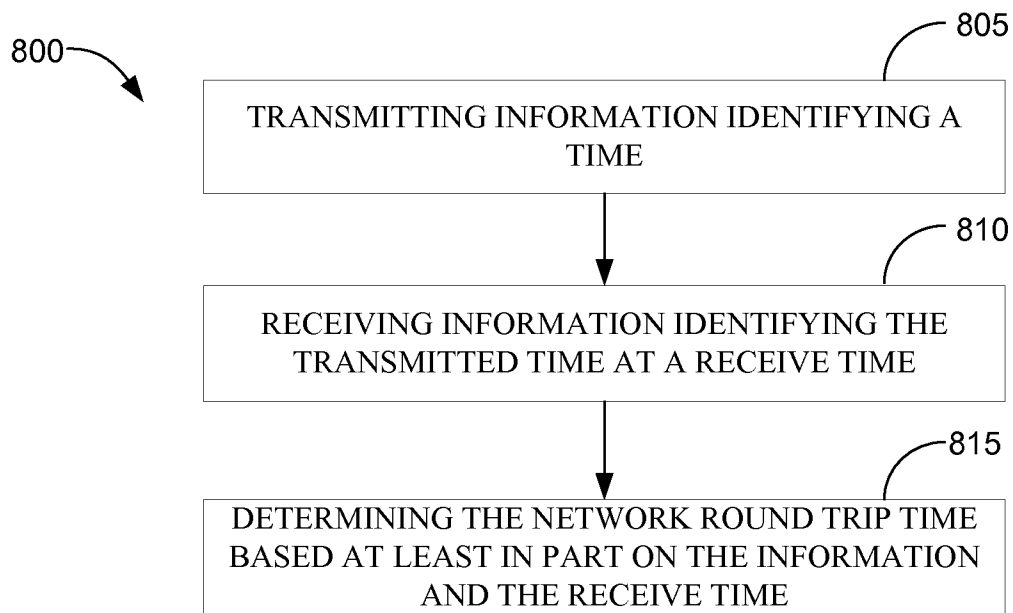 800
805
TRANSMITTING INFORMATION IDENTIFYING A
TIME
810
RECEIVING INFORMATION IDENTIFYING THE
TRANSMITTED TIME AT A RECEIVE TIME
815
DETERMINING THE NETWORK ROUND TRIP TIME
BASED AT LEAST IN PART ON THE INFORMATION
AND THE RECEIVE TIME